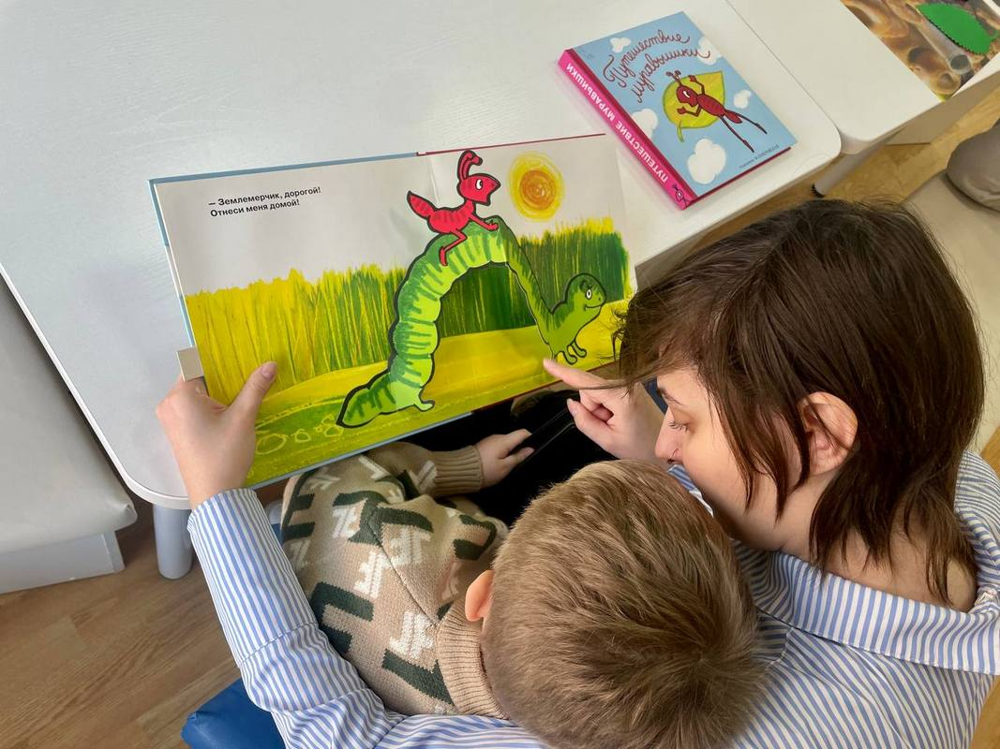 — Землемерчик, дорогой!
Отнеси меня домой!
Путешествие
муравьишки
ПУТЕШЕСТВИЕ МУРАВЬИШКИ